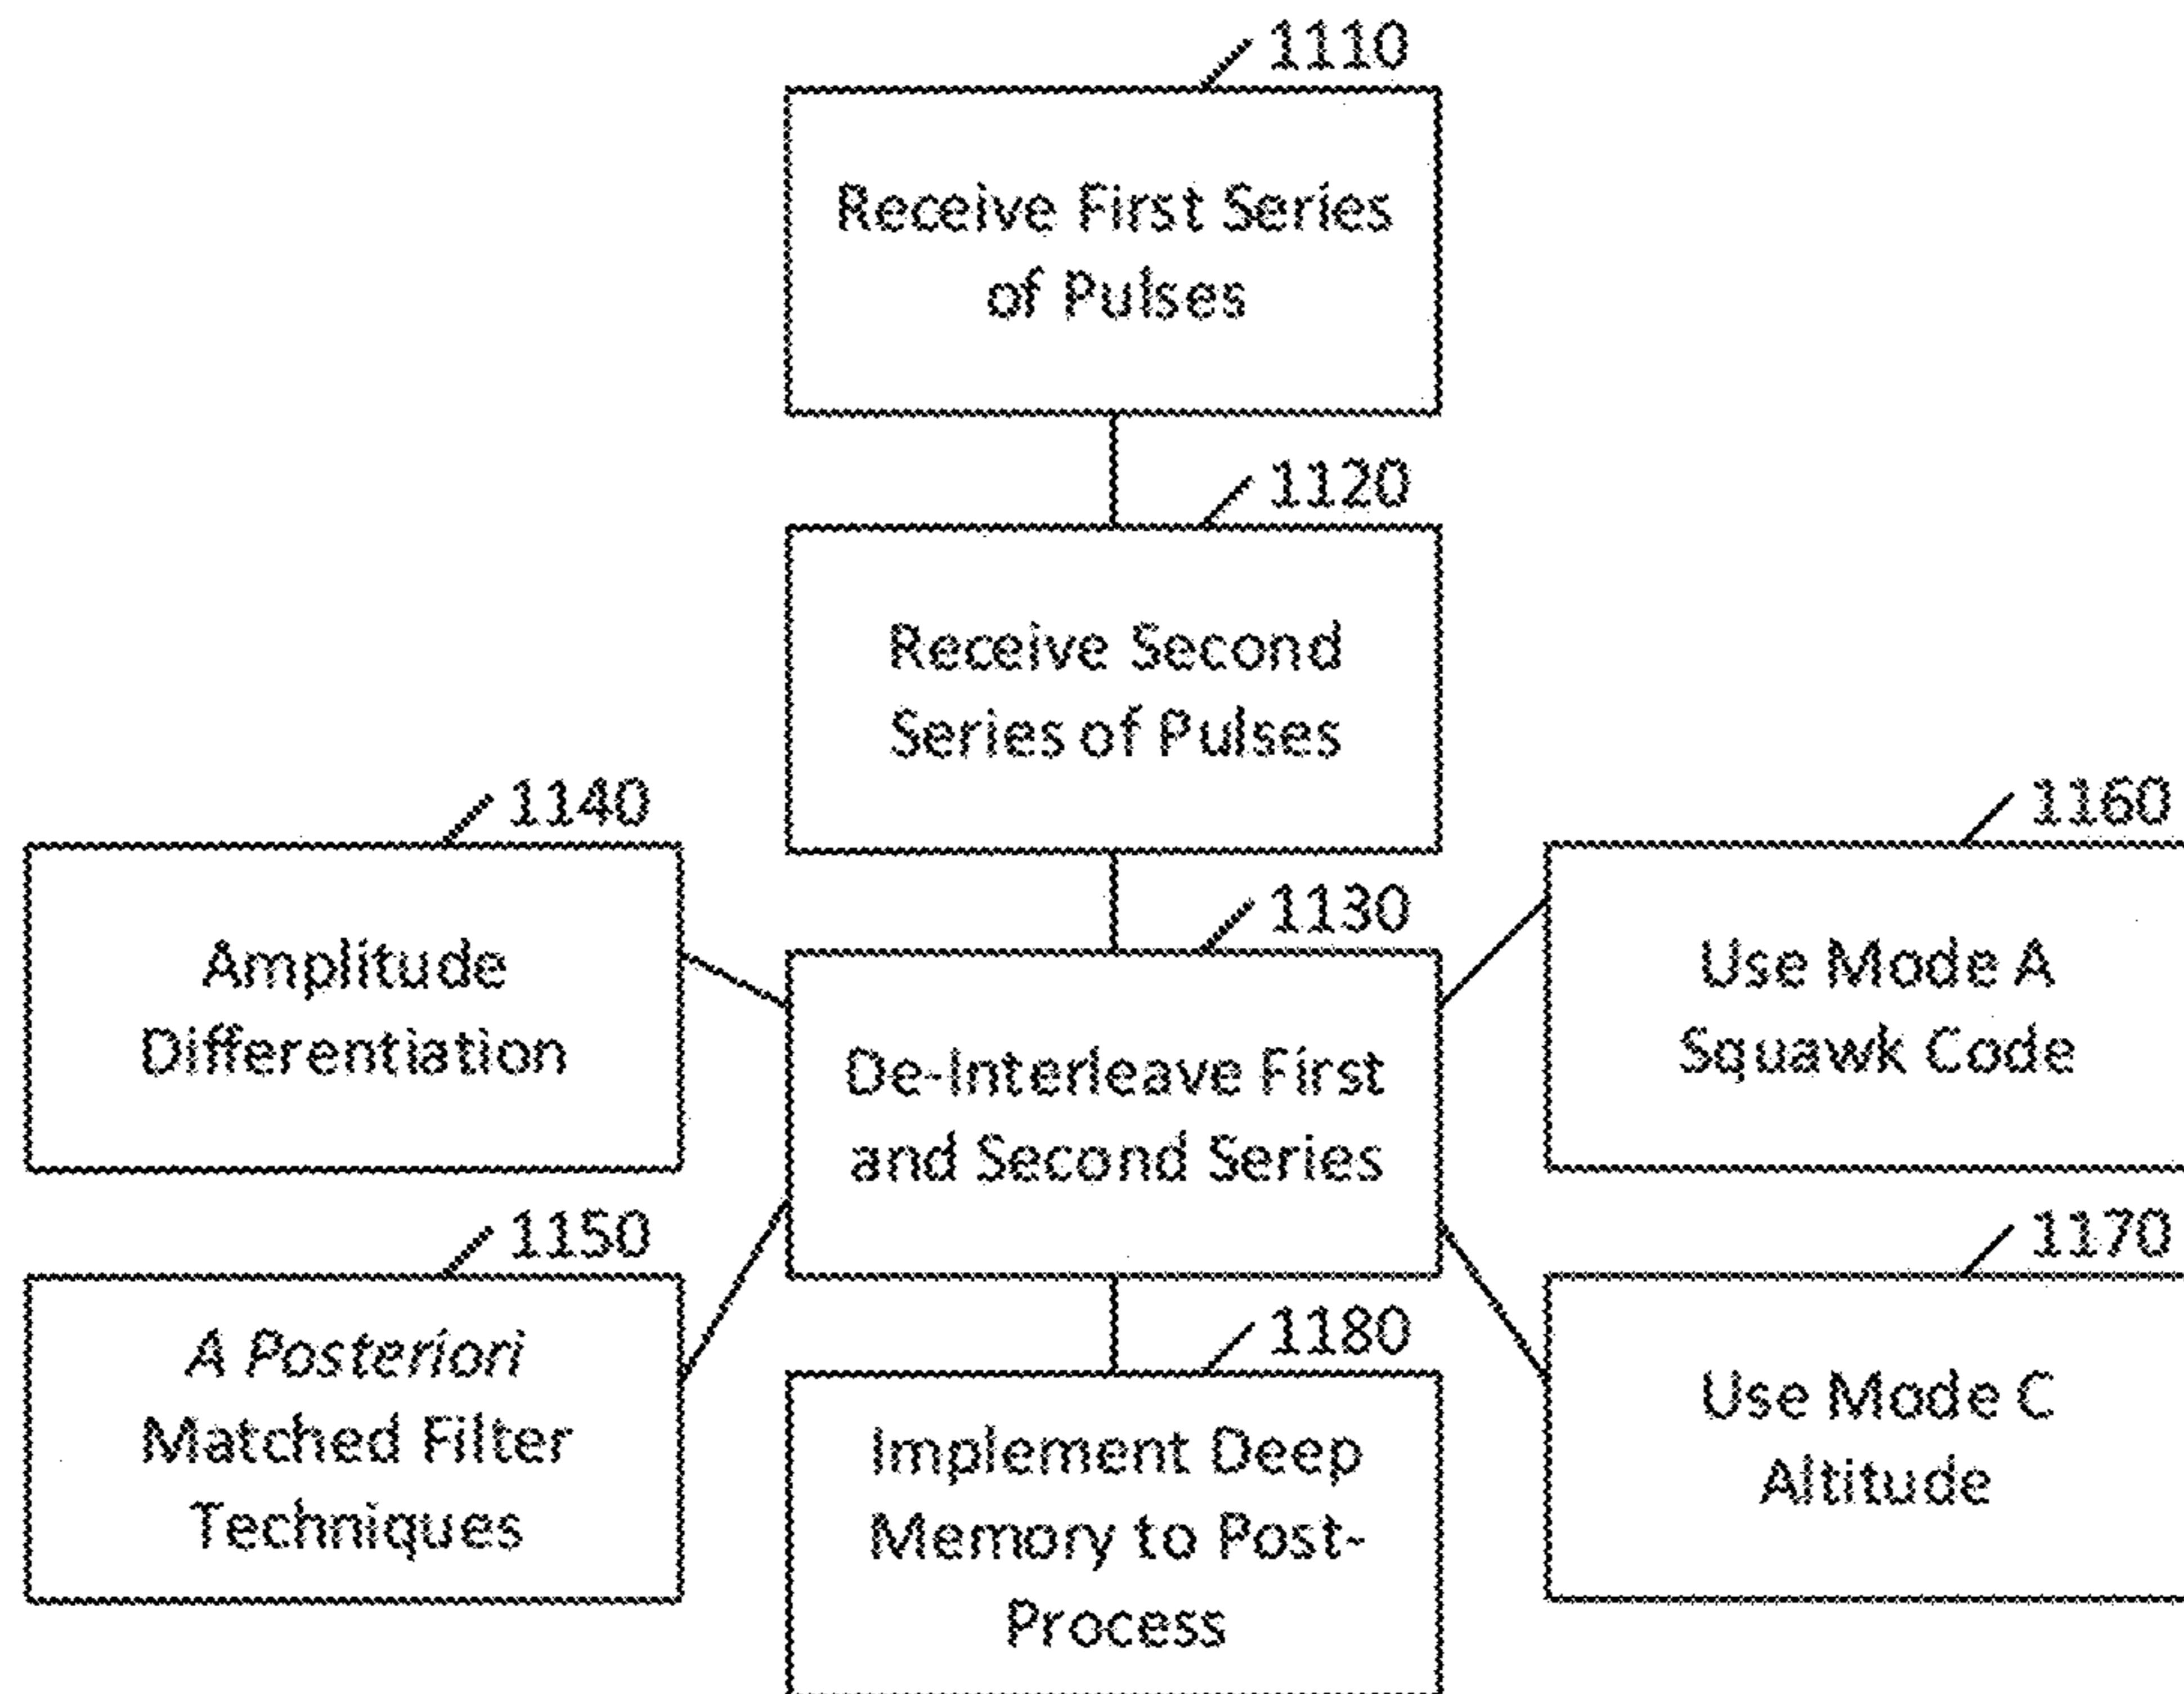 1110
Receive First Series
of Pulses
1120
Receive Second
Series of Pulses
1140
Amplitude
Differentiation
1130
De-Interleave First
and Second Series
1160
Use Mode A
Squawk Code
1150
A Posteriori
Matched Filter
Techniques
1180
Implement Deep
Memory to Post-
Process
1170
Use Mode C
Altitude